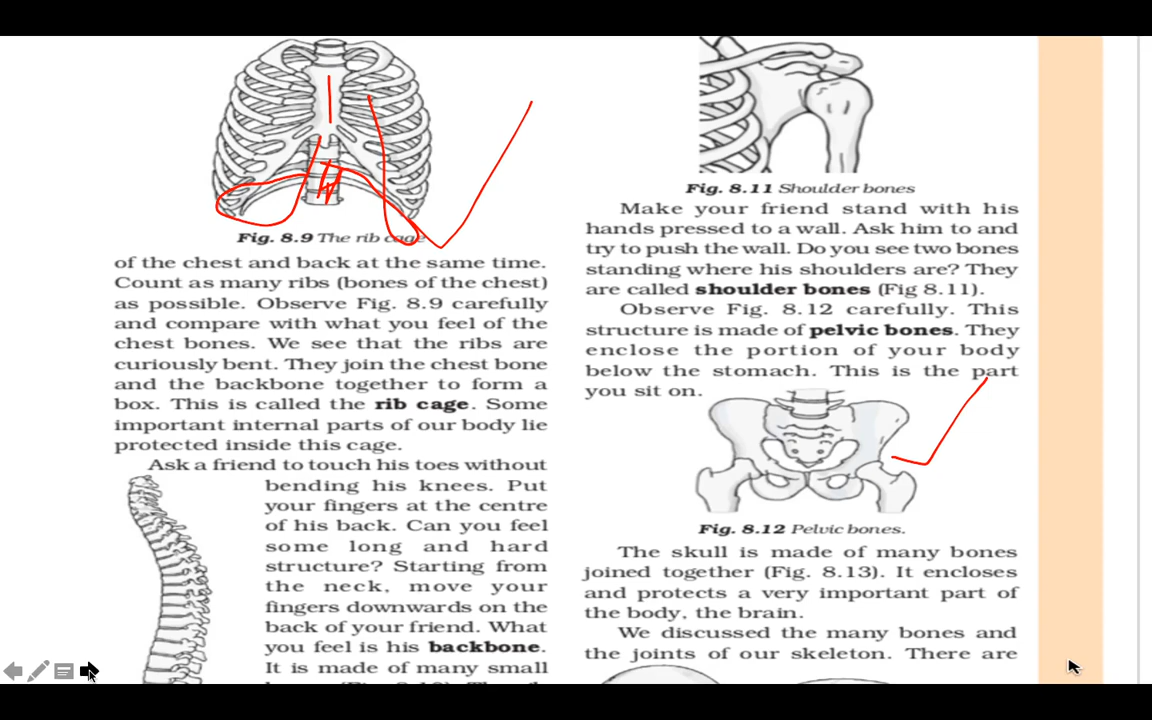 Fig. 8.9 The rib cage
of the chest and back at the same time.
Count as many ribs (bones of the chest)
as possible. Observe Fig. 8.9 carefully
and compare with what you feel of the
chest bones. We see that the ribs are
curiously bent. They join the chest bone
and the backbone together to form a
box. This is called the rib cage. Some
important internal parts of our body lie
protected inside this cage.
Ask a friend to touch his toes without
bending his knees. Put
your fingers at the centre
of his back. Can you feel
some long and hard
structure? Starting from
the neck, move your
fingers downwards on the
back of your friend. What
you feel is his backbone.
It is made of many small
Fig. 8.11 Shoulder bones
Make your friend stand with his
hands pressed to a wall. Ask him to and
try to push the wall. Do you see two bones
standing where his shoulders are? They
are called shoulder bones (Fig 8.11).
Observe Fig. 8.12 carefully. This
structure is made of pelvic bones. They
enclose the portion of your body
below the stomach. This is the part
you sit on.
Fig. 8.12 Pelvic bones.
The skull is made of many bones
joined together (Fig. 8.13). It encloses
and protects a very important part of
the body, the brain.
We discussed the many bones and
the joints of our skeleton. There are